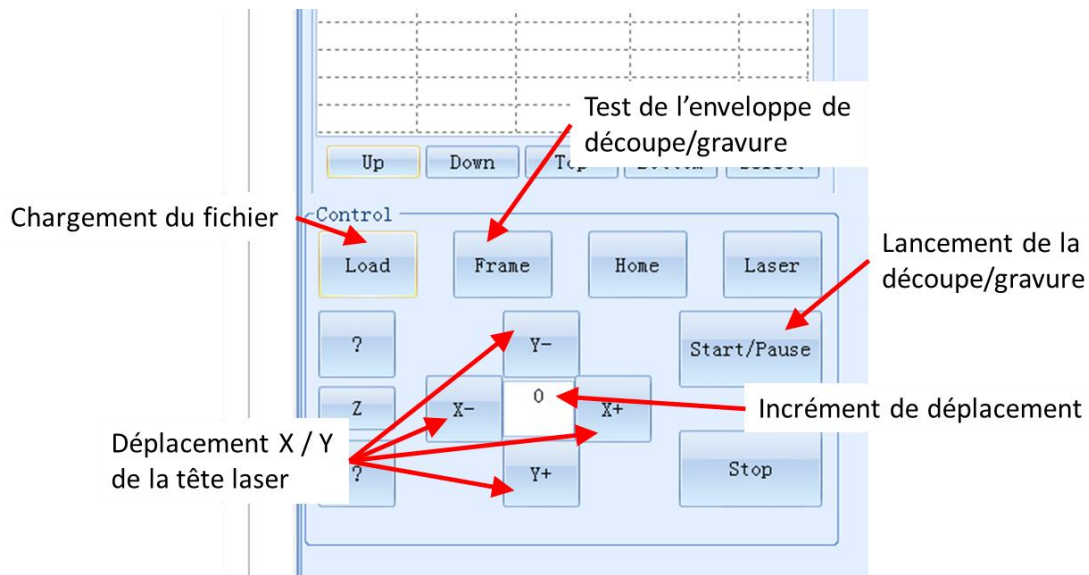 Test de l’enveloppe de
découpe/gravure
Up
Down
Chargement du fichier
Control
Lancement de la
découpe/gravure
Load
Frame
Home
Laser
?
Y-
Start/Pause
Z
X-
0
X+
Incrément de déplacement
Déplacement X / Y
de la tête laser
?
Y+
Stop